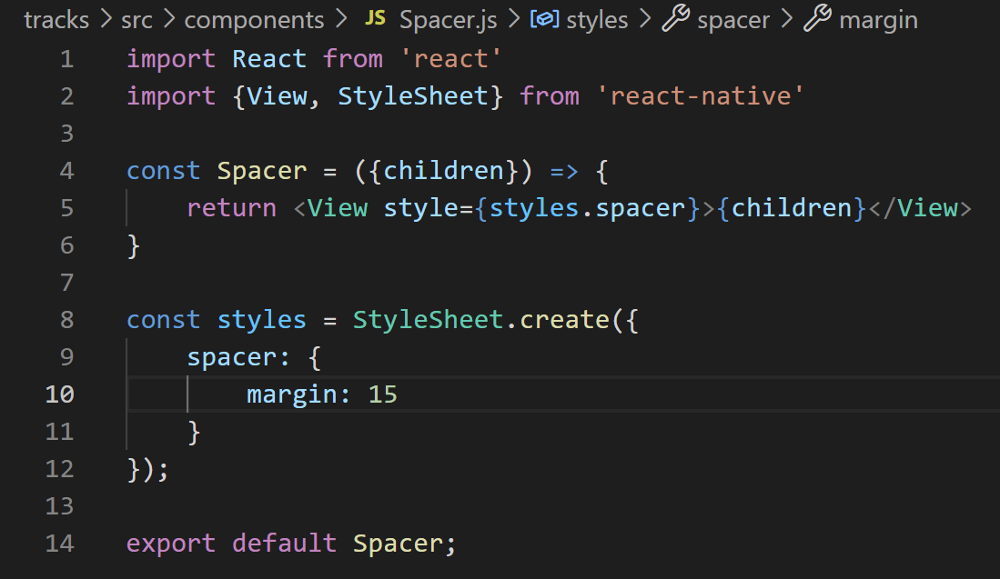 tracks > src > components > JS Spacer.js > styles > spacer > margin
1 import React from 'react'
2 import {View, StyleSheet} from 'react-native'
3
4 const Spacer = ({children}) => {
5     return <View style={styles.spacer}>{children}</View>
6 }
7
8 const styles = StyleSheet.create({
9     spacer: {
10         margin: 15
11     }
12 });
13
14 export default Spacer;